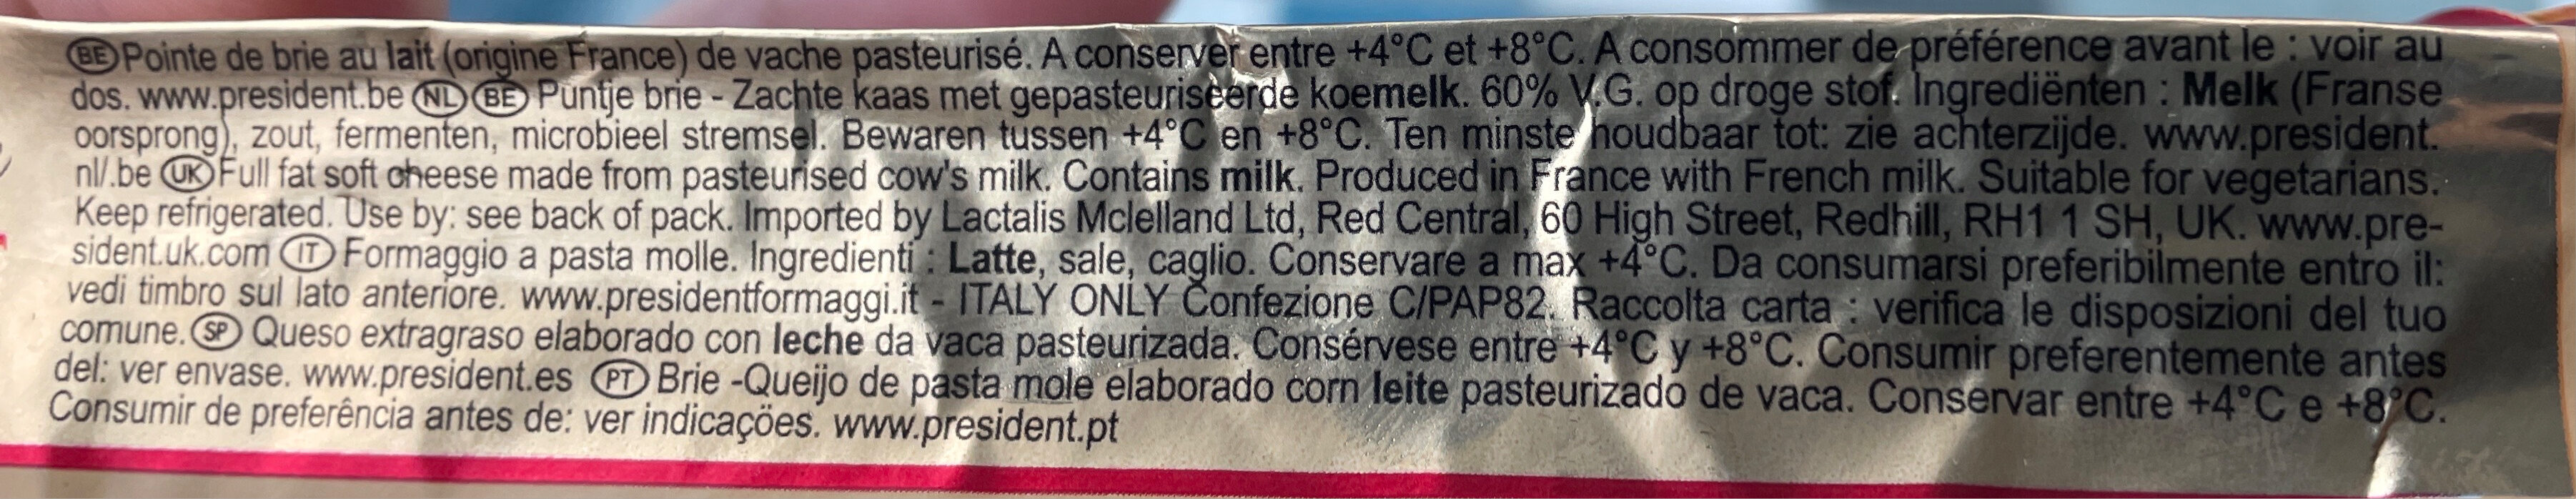 BE Pointe de brie au lait (origine France) de vache pasteurisé. A conserver entre +4°C et +8°C. A consommer de préférence avant le : voir au
dos. www.president.be NL BE Puntje brie - Zachte kaas met gepasteuriseerde koemelk. 60% V.G. op droge stof. Ingrediënten : Melk (Franse
oorsprong), zout, fermenten, microbieel stremsel. Bewaren tussen +4°C en +8°C. Ten minste houdbaar tot: zie achterzijde. www.president.
nl/.be UK Full fat soft cheese made from pasteurised cow's milk. Contains milk. Produced in France with French milk. Suitable for vegetarians.
Keep refrigerated. Use by: see back of pack. Imported by Lactalis Mclelland Ltd, Red Central, 60 High Street, Redhill, RH1 1 SH, UK. www.pre-
sident.uk.com IT Formaggio a pasta molle. Ingredienti : Latte, sale, caglio. Conservare a max +4°C. Da consumarsi preferibilmente entro il:
vedi timbro sul lato anteriore. www.presidentformaggi.it - ITALY ONLY Confezione C/PAP82. Raccolta carta : verifica le disposizioni del tuo
comune. SP Queso extragraso elaborado con leche da vaca pasteurizada. Consérvese entre +4°C y +8°C. Consumir preferentemente antes
del: ver envase. www.president.es PT Brie -Queijo de pasta mole elaborado corn leite pasteurizado de vaca. Conservar entre +4°C e +8°C.
Consumir de preferência antes de: ver indicaçöes. www.president.pt